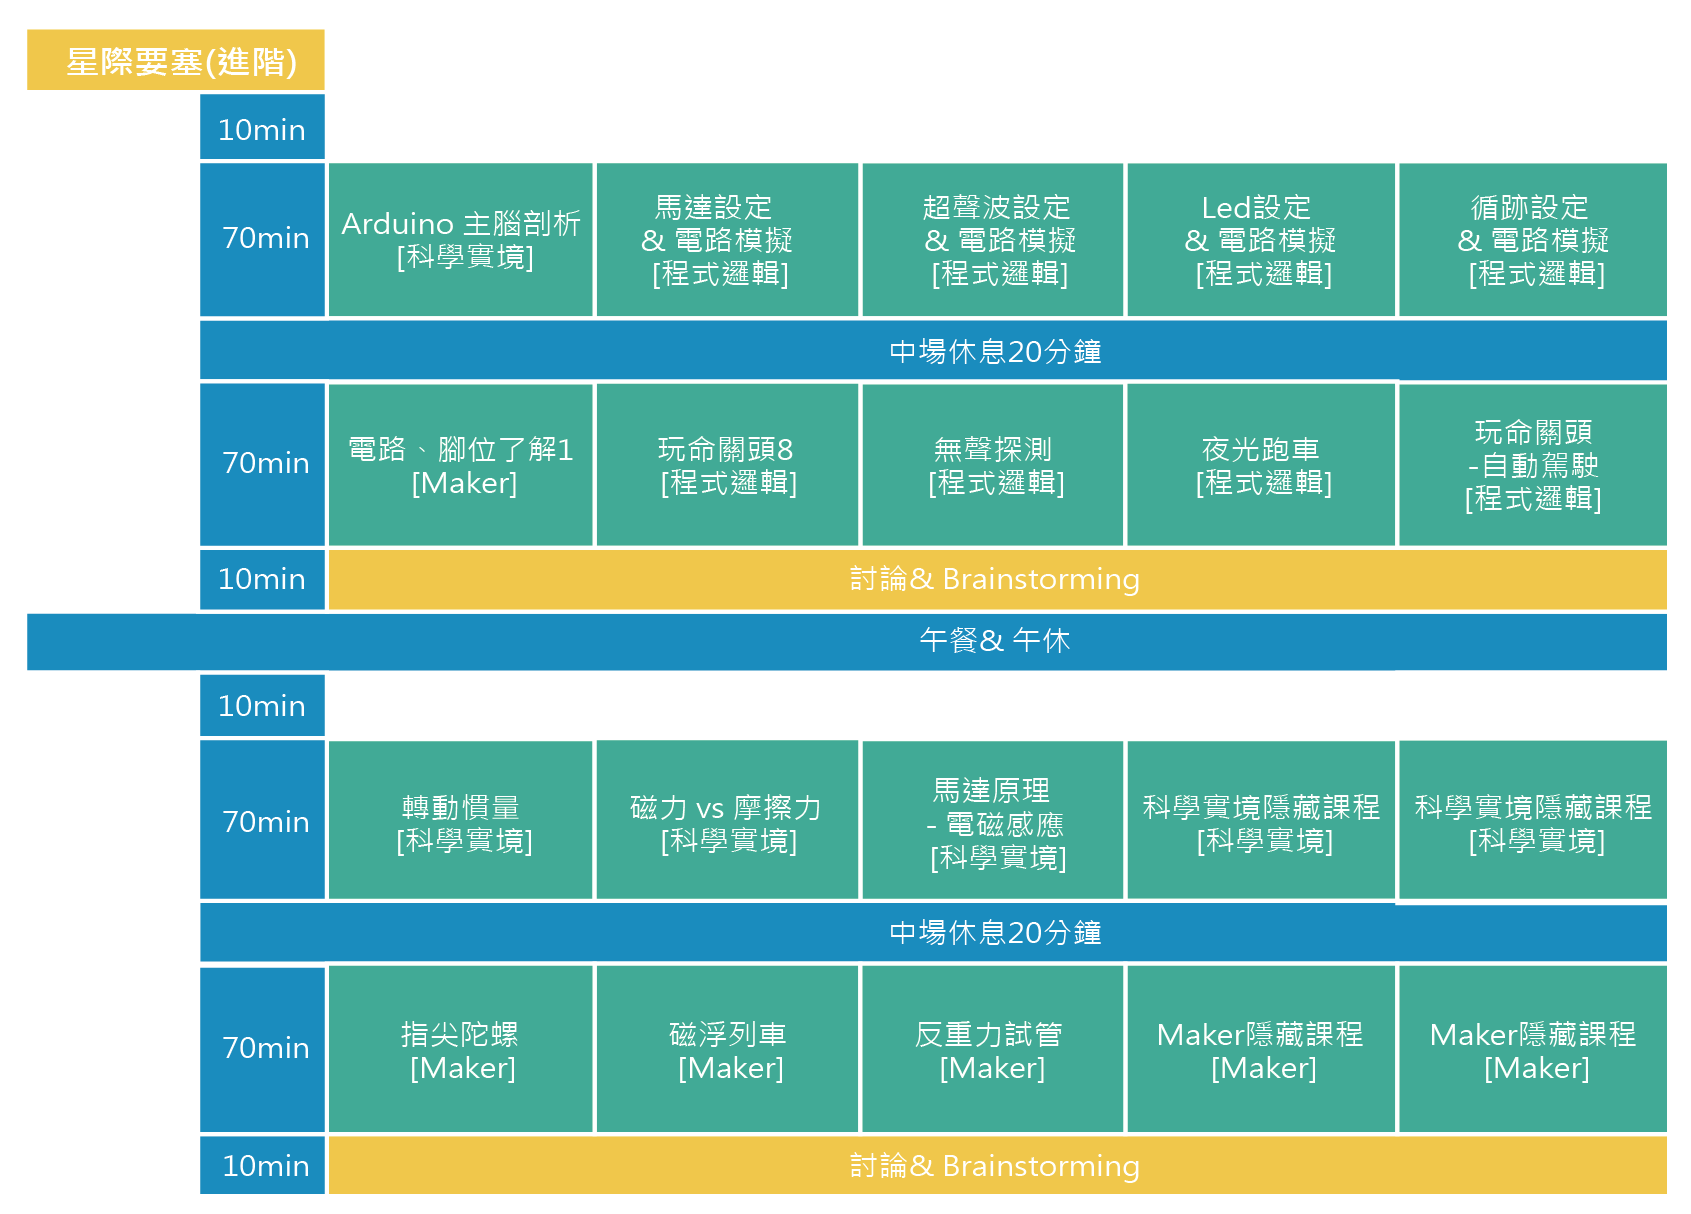 星際要塞(進階)
10min
70min
Arduino 主腦剖析
[科學實境]
馬達設定
& 電路模擬
[程式邏輯]
超聲波設定
& 電路模擬
[程式邏輯]
Led設定
& 電路模擬
[程式邏輯]
循跡設定
& 電路模擬
[程式邏輯]
中場休息20分鐘
70min
電路、腳位了解1
[Maker]
玩命關頭8
[程式邏輯]
無聲探測
[程式邏輯]
夜光跑車
[程式邏輯]
玩命關頭
-自動駕駛
[程式邏輯]
10min
討論& Brainstorming
午餐& 午休
10min
70min
轉動慣量
[科學實境]
磁力 vs 摩擦力
[科學實境]
馬達原理
- 電磁感應
[科學實境]
科學實境隱藏課程
[科學實境]
科學實境隱藏課程
[科學實境]
中場休息20分鐘
70min
指尖陀螺
[Maker]
磁浮列車
[Maker]
反重力試管
[Maker]
Maker隱藏課程
[Maker]
Maker隱藏課程
[Maker]
10min
討論& Brainstorming